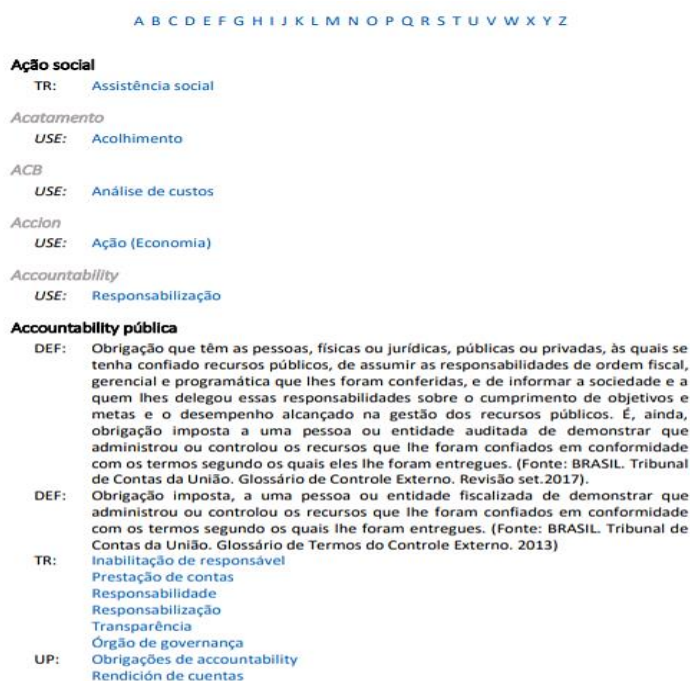 A B C D E F G H I J K L M N O P Q R S T U V W X Y Z
Ação social
TR: Assistência social
Acatamento
USE: Acolhimento
ACB
USE: Análise de custos
Accion
USE: Ação (Economia)
Accountability
USE: Responsabilização
Accountability pública
DEF: Obrigação que têm as pessoas, físicas ou jurídicas, públicas ou privadas, às quais se
tenha confiado recursos públicos, de assumir as responsabilidades de ordem fiscal,
gerencial e programática que lhes foram conferidas, e de informar a sociedade e a
quem lhes delegou essas responsabilidades sobre o cumprimento de objetivos e
metas e o desempenho alcançado na gestão dos recursos públicos. É, ainda,
obrigação imposta a uma pessoa ou entidade auditada de demonstrar que
administrou ou controlou os recursos que lhe foram confiados em conformidade
com os termos segundo os quais eles lhe foram entregues. (Fonte: BRASIL. Tribunal
de Contas da União. Glossário de Controle Externo. Revisão set.2017).
DEF: Obrigação imposta, a uma pessoa ou entidade fiscalizada de demonstrar que
administrou ou controlou os recursos que lhe foram confiados em conformidade
com os termos segundo os quais lhe foram entregues. (Fonte: BRASIL. Tribunal de
Contas da União. Glossário de Termos do Controle Externo. 2013)
TR: Inabilitação de responsável
Prestação de contas
Responsabilidade
Responsabilização
Transparência
Órgão de governança
UP: Obrigações de accountability
Rendición de cuentas